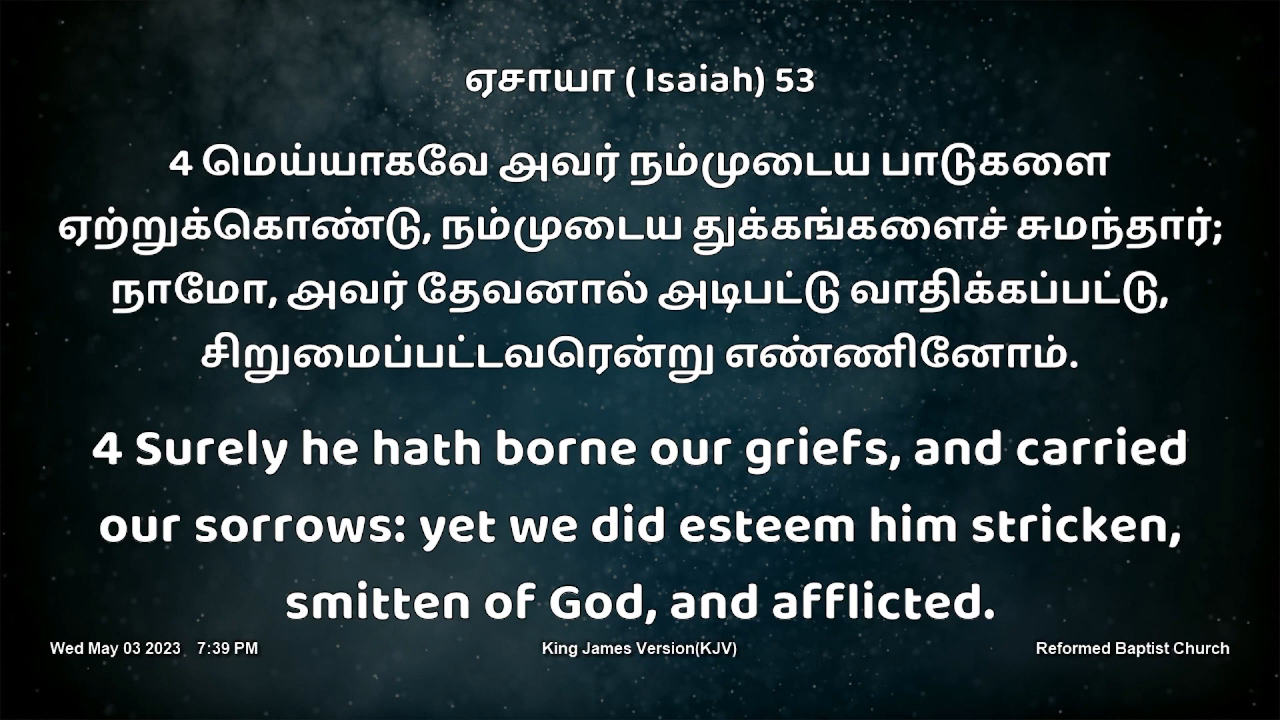 ஏசாயா ( Isaiah) 53
4 மெய்யாகவே அவர் நம்முடைய பாடுகளை
ஏற்றுக்கொண்டு, நம்முடைய துக்கங்களைச் சுமந்தார்;
நாமோ, அவர் தேவனால் அடிபட்டு வாதிக்கப்பட்டு,
சிறுமைப்பட்டவரென்று எண்ணினோம்.
4 Surely he hath borne our griefs, and carried
our sorrows: yet we did esteem him stricken,
smitten of God, and afflicted.
Wed May 03 2023 7:39 PM King James Version(KJV) Reformed Baptist Church